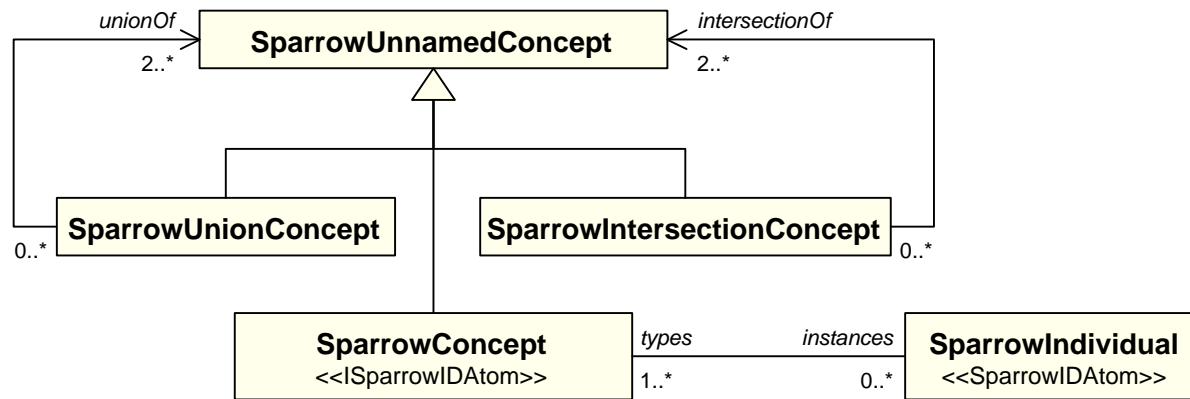 unionOf
intersectionOf
SparrowUnnamedConcept
2..*
2..*
SparrowUnionConcept
SparrowIntersectionConcept
0..*
0..*
SparrowConcept
<<ISparrowIDAtom>>
types
instances
1..*
0..*
SparrowIndividual
<<SparrowIDAtom>>